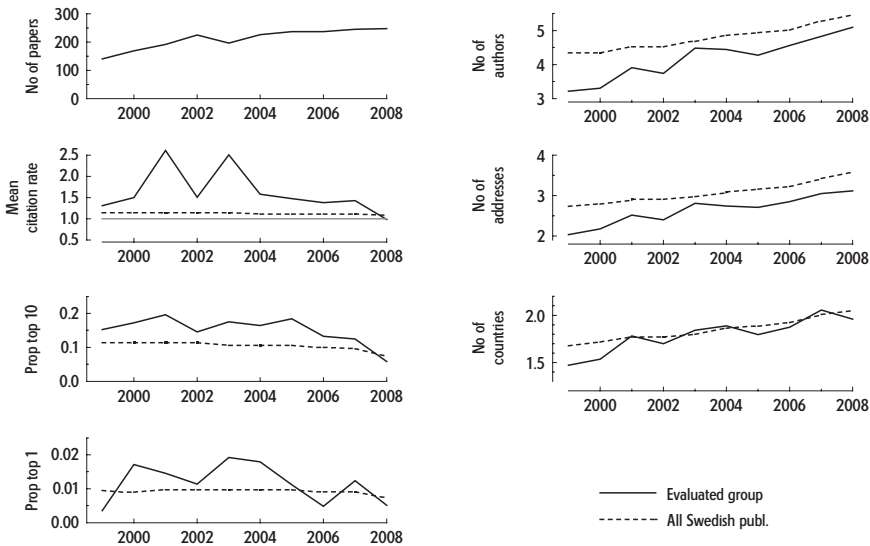 No of papers
300
200
100
0
2000 2002 2004 2006 2008
Mean
citation rate
2.5
2.0
1.5
1.0
0.5
2000 2002 2004 2006 2008
Prop top 10
0.2
0.1
0.0
2000 2002 2004 2006 2008
Prop top 1
0.02
0.01
0.00
2000 2002 2004 2006 2008
No of
authors
5
4
3
2000 2002 2004 2006 2008
No of
addresses
4
3
2
2000 2002 2004 2006 2008
No of
countries
2.0
1.5
2000 2002 2004 2006 2008
Evaluated group
All Swedish publ.